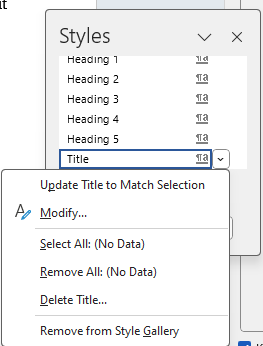 Styles
Heading 1
Heading 2
Heading 3
Heading 4
Heading 5
Title
Update Title to Match Selection
Modify...
Select All: (No Data)
Remove All: (No Data)
Delete Title...
Remove from Style Gallery